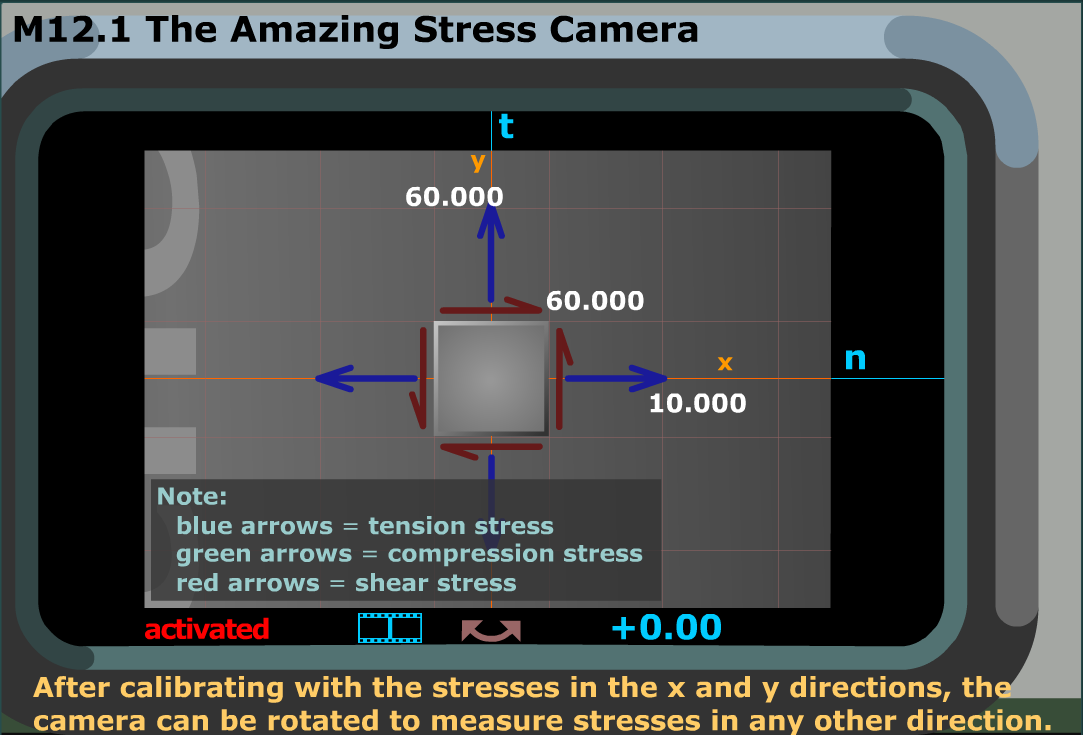 M12.1 The Amazing Stress Camera
t
y
60.000
60.000
x
n
10.000
Note:
blue arrows = tension stress
green arrows = compression stress
red arrows = shear stress
activated
+0.00
After calibrating with the stresses in the x and y directions, the
camera can be rotated to measure stresses in any other direction.